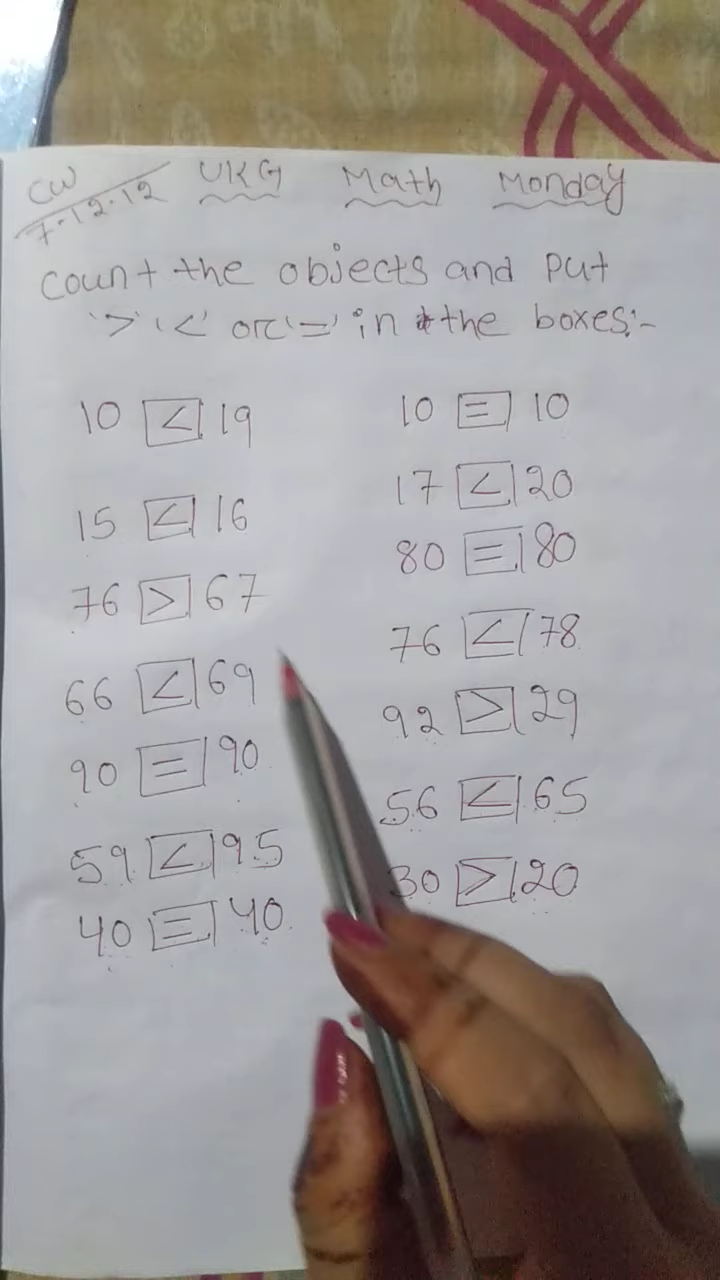 CW UKG Math Monday
7.12.12
Count the objects and put
'>' '<' or '=' in the boxes:-
10 < 19
15 < 16
76 > 67
66 < 69
90 = 90
59 < 95
40 = 40
10 = 10
17 < 20
80 = 80
76 < 78
92 > 29
56 < 65
30 > 20